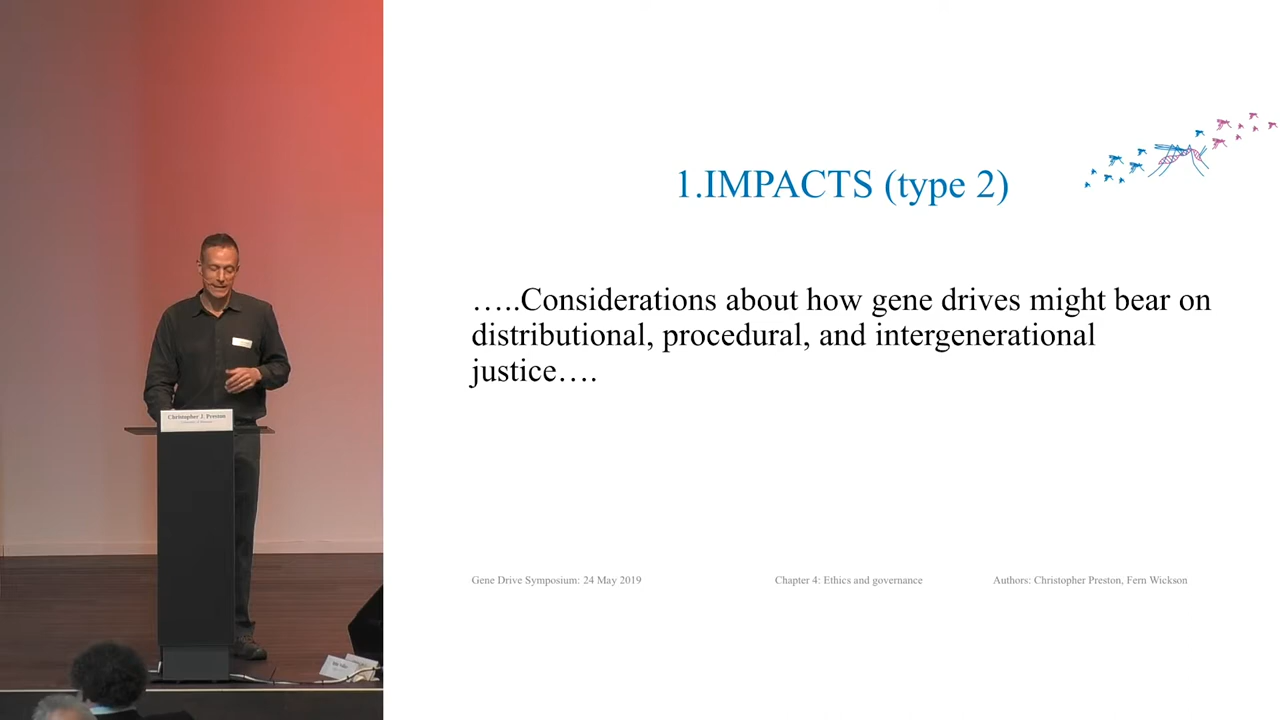 1.IMPACTS (type 2)
…..Considerations about how gene drives might bear on
distributional, procedural, and intergenerational
justice….
Christopher J. Preston
Gene Drive Symposium: 24 May 2019
Chapter 4: Ethics and governance
Authors: Christopher Preston, Fern Wickson